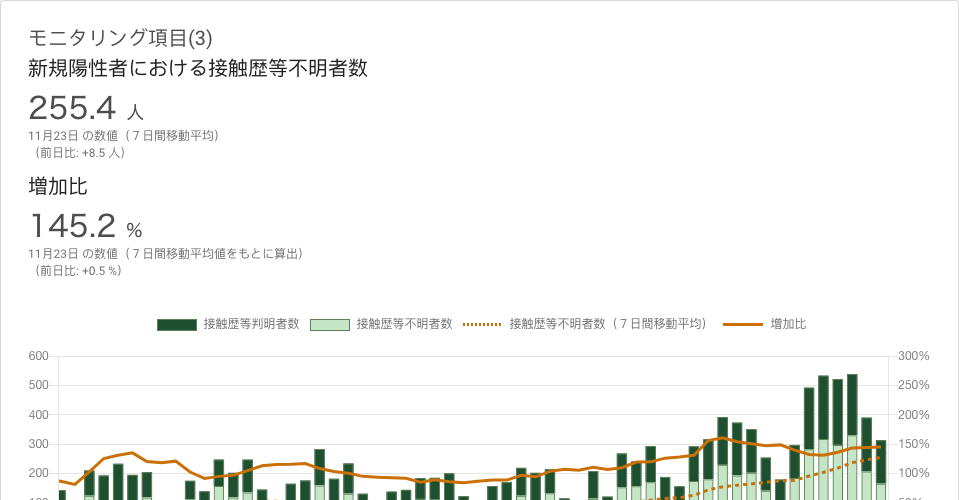 モニタリング項目(3)
新規陽性者における接触歴等不明者数
255.4 人
11月23日 の数値（７日間移動平均）
（前日比: +8.5 人）
増加比
145.2 %
11月23日 の数値（７日間移動平均値をもとに算出）
（前日比: +0.5 %）
接触歴等判明者数 接触歴等不明者数 接触歴等不明者数（７日間移動平均） 増加比
600 300%
500 250%
400 200%
300 150%
200 100%